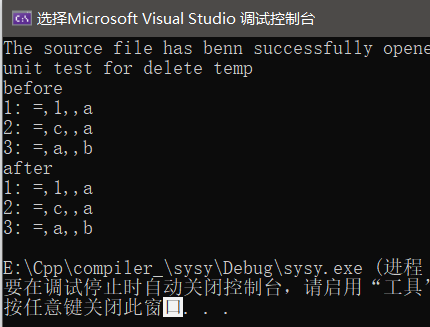 选择Microsoft Visual Studio 调试控制台
The source file has benn successfully opene
unit test for delete temp
before
1: =,1,,a
2: =,c,,a
3: =,a,,b
after
1: =,1,,a
2: =,c,,a
3: =,a,,b
E:\Cpp\compiler_\sysy\Debug\sysy.exe (进程
要在调试停止时自动关闭控制台，请启用“工具”
按任意键关闭此窗口. . .